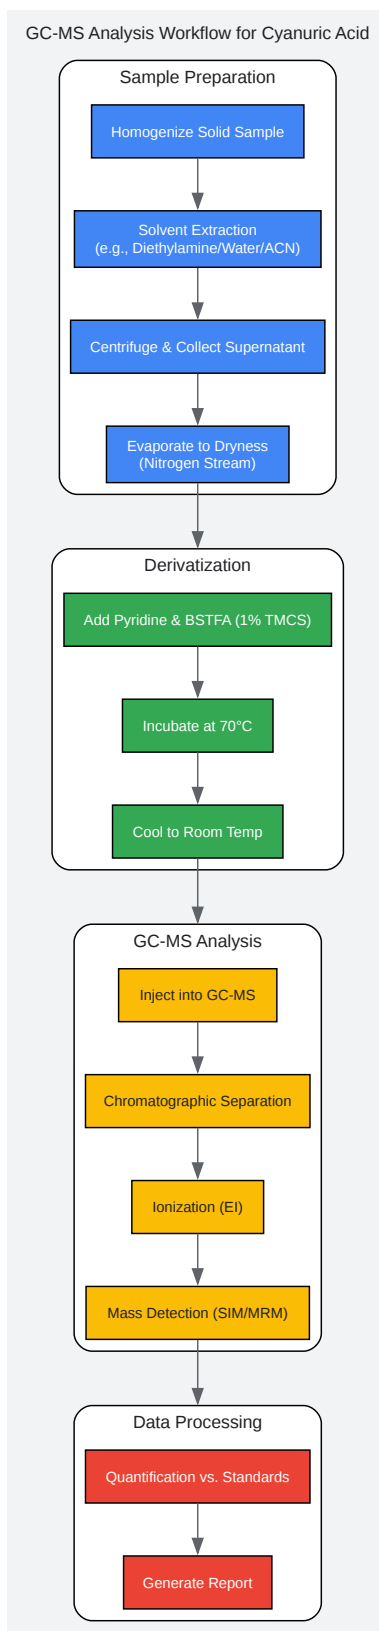 GC-MS Analysis Workflow for Cyanuric Acid
Sample Preparation
Homogenize Solid Sample
Solvent Extraction
(e.g., Diethylamine/Water/ACN)
Centrifuge & Collect Supernatant
Evaporate to Dryness
(Nitrogen Stream)
Derivatization
Add Pyridine & BSTFA (1% TMCS)
Incubate at 70°C
Cool to Room Temp
GC-MS Analysis
Inject into GC-MS
Chromatographic Separation
Ionization (EI)
Mass Detection (SIM/MRM)
Data Processing
Quantification vs. Standards
Generate Report